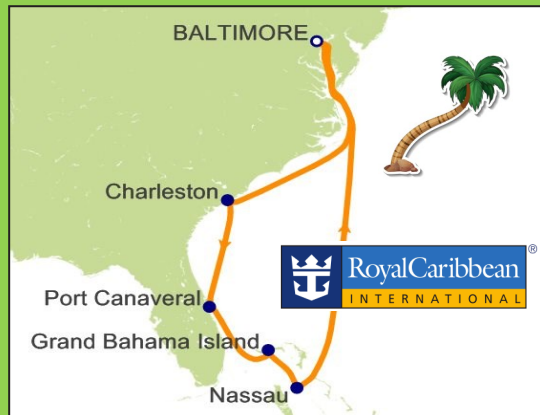 BALTIMORE
Charleston
RoyalCaribbean®
INTERNATIONAL
Port Canaveral
Grand Bahama Island
Nassau